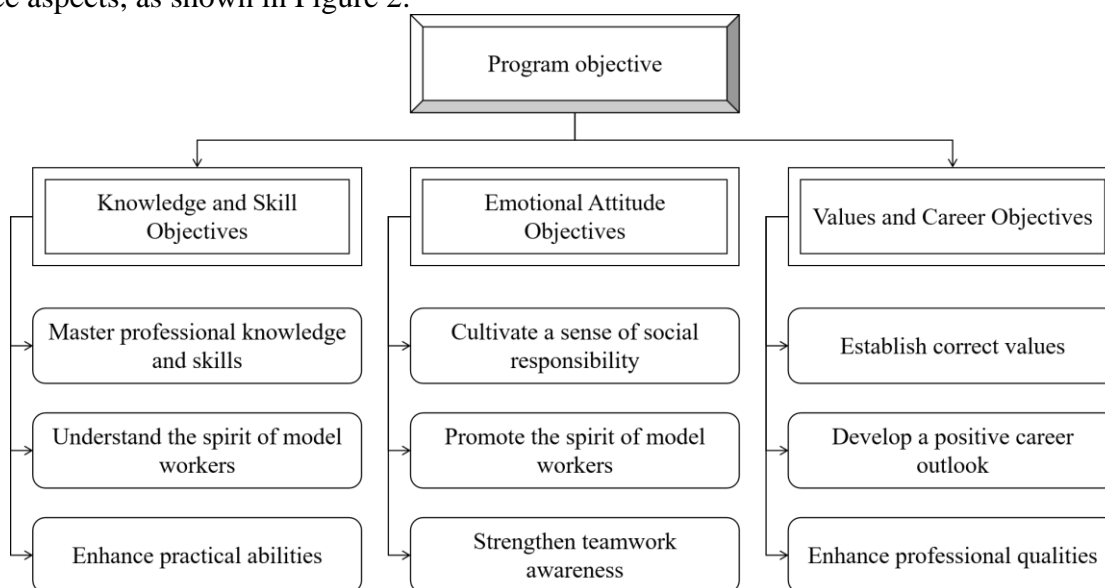 ee aspects, as shown in Figure 2.
Program objective
Knowledge and Skill
Objectives
Emotional Attitude
Objectives
Values and Career Objectives
Master professional knowledge
and skills
Cultivate a sense of social
responsibility
Establish correct values
Understand the spirit of model
workers
Promote the spirit of model
workers
Develop a positive career
outlook
Enhance practical abilities
Strengthen teamwork
awareness
Enhance professional qualities